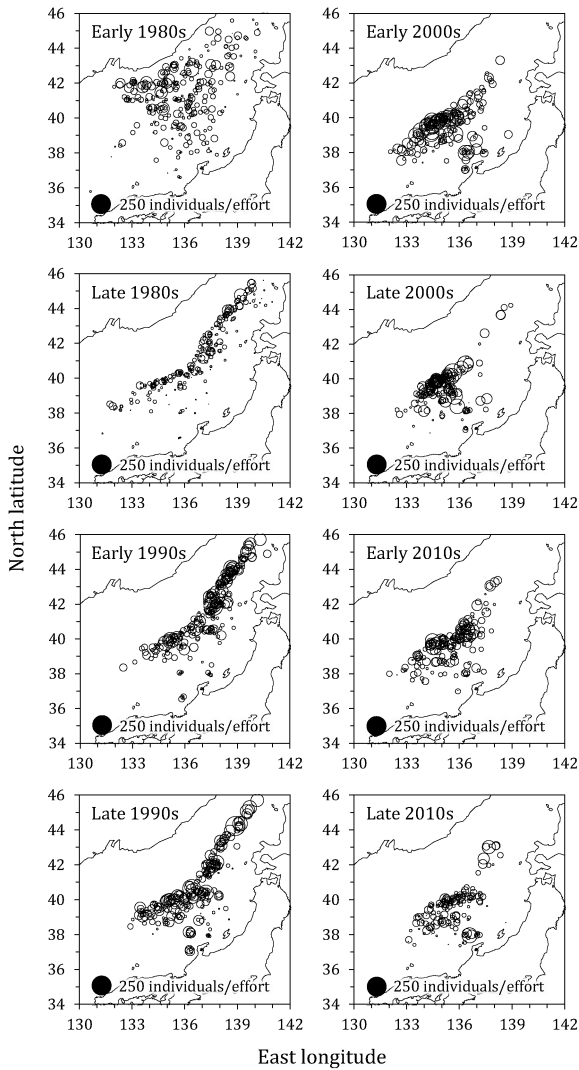 46
44
42
40
38
36
34
Early 1980s
250 individuals/effort
130 133 136 139 142
46
44
42
40
38
36
34
Early 2000s
250 individuals/effort
130 133 136 139 142
46
44
42
40
38
36
34
Late 1980s
250 individuals/effort
130 133 136 139 142
46
44
42
40
38
36
34
Late 2000s
250 individuals/effort
130 133 136 139 142
North latitude
46
44
42
40
38
36
34
Early 1990s
250 individuals/effort
130 133 136 139 142
46
44
42
40
38
36
34
Early 2010s
250 individuals/effort
130 133 136 139 142
46
44
42
40
38
36
34
Late 1990s
250 individuals/effort
130 133 136 139 142
46
44
42
40
38
36
34
Late 2010s
250 individuals/effort
130 133 136 139 142
East longitude